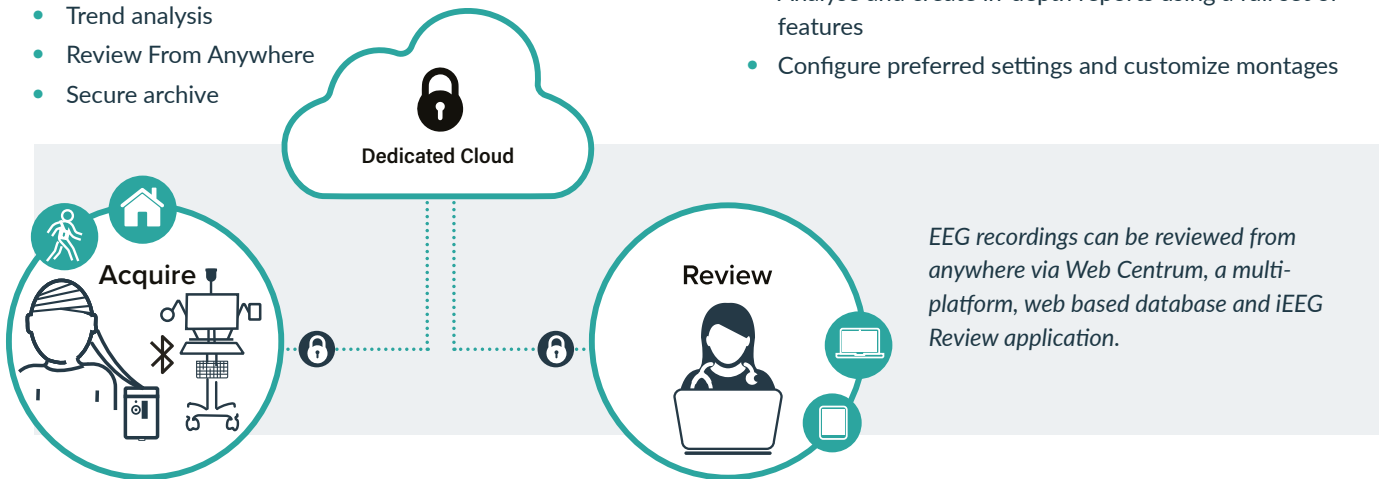 Trend analysis
Review From Anywhere
Secure archive
features
Configure preferred settings and customize montages
Dedicated Cloud
Acquire
Review
EEG recordings can be reviewed from
anywhere via Web Centrum, a multi-
platform, web based database and iEEG
Review application.